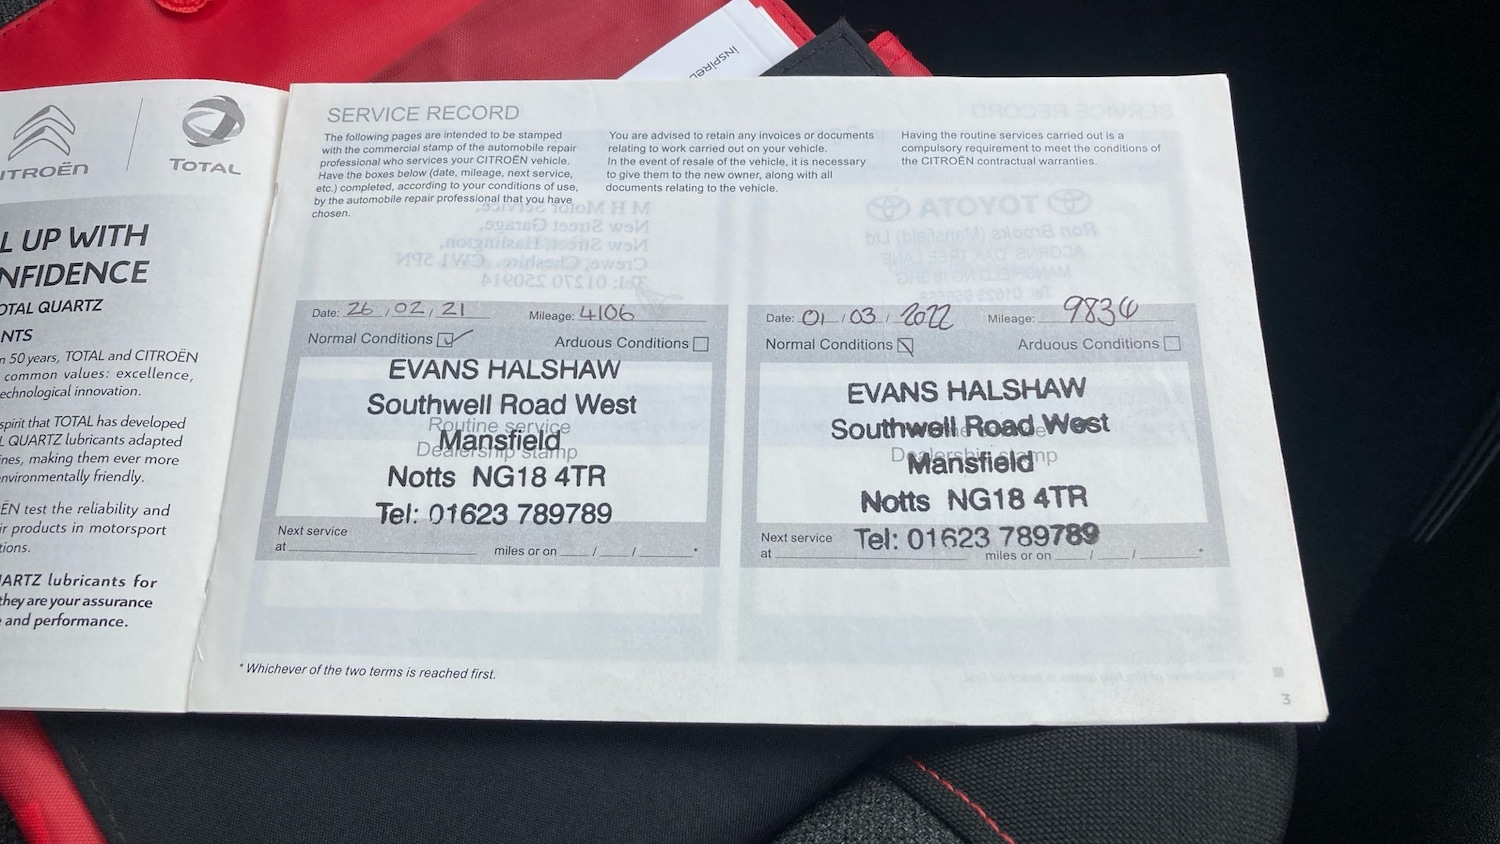 INSPIRE
CITROËN
TOTAL
L UP WITH
NFIDENCE
OTAL QUARTZ
NTS
n 50 years, TOTAL and CITROËN
common values: excellence,
echnological innovation.
spirit that TOTAL has developed
L QUARTZ lubricants adapted
ines, making them ever more
nvironmentally friendly.
ËN test the reliability and
ir products in motorsport
tions.
ARTZ lubricants for
they are your assurance
and performance.
SERVICE RECORD
The following pages are intended to be stamped
with the commercial stamp of the automobile repair
professional who services your CITROËN vehicle.
Have the boxes below (date, mileage, next service,
etc.) completed, according to your conditions of use,
by the automobile repair professional that you have
chosen.
You are advised to retain any invoices or documents
relating to work carried out on your vehicle.
In the event of resale of the vehicle, it is necessary
to give them to the new owner, along with all
documents relating to the vehicle.
Having the routine services carried out is a
compulsory requirement to meet the conditions of
the CITROËN contractual warranties.
Date: 26 / 02 / 21 Mileage: 4106
Normal Conditions Arduous Conditions
EVANS HALSHAW
Southwell Road West
Routine service
Mansfield
Dealership stamp
Notts NG18 4TR
Tel: 01623 789789
Next service
at miles or on / / *
Date: 01 / 03 / 2022 Mileage: 9836
Normal Conditions Arduous Conditions
EVANS HALSHAW
Southwell Road West
Mansfield
Dealership stamp
Notts NG18 4TR
Tel: 01623 789789
Next service
at miles or on / / *
* Whichever of the two terms is reached first.
3